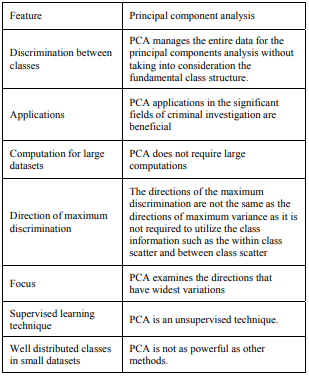 Feature
Principal component analysis
Discrimination between
classes
PCA manages the entire data for the
principal components analysis without
taking into consideration the
fundamental class structure.
Applications
PCA applications in the significant
fields of criminal investigation are
beneficial
Computation for large
datasets
PCA does not require large
computations
Direction of maximum
discrimination
The directions of the maximum
discrimination are not the same as the
directions of maximum variance as it is
not required to utilize the class
information such as the within class
scatter and between class scatter
Focus
PCA examines the directions that
have widest variations
Supervised learning
technique
PCA is an unsupervised technique.
Well distributed classes
in small datasets
PCA is not as powerful as other
methods.